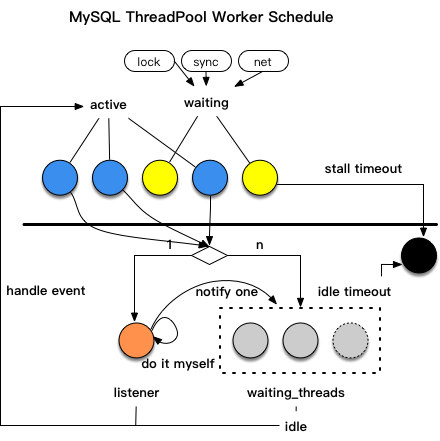 MySQL ThreadPool Worker Schedule
lock
sync
net
active
waiting
stall timeout
1
n
handle event
notify one
idle timeout
do it myself
listener
waiting_threads
idle